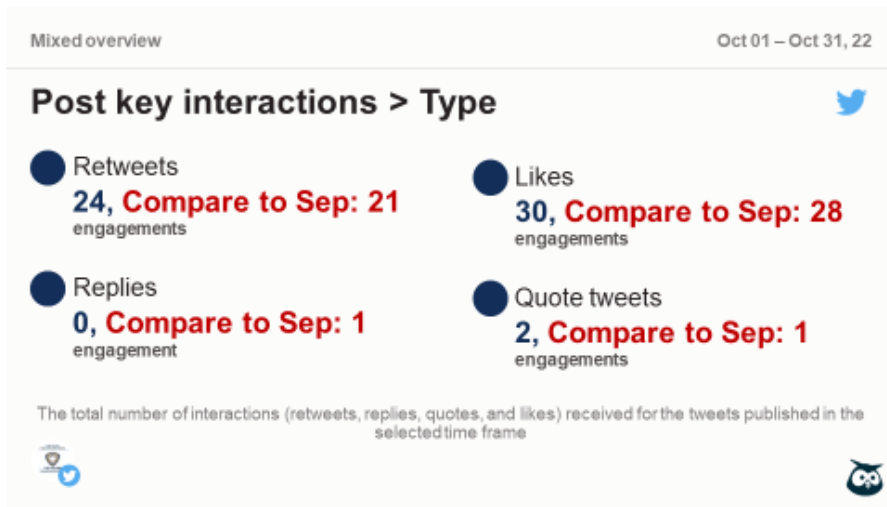 Mixed overview
Oct 01 – Oct 31, 22
Post key interactions > Type
Retweets
24, Compare to Sep: 21
engagements
Likes
30, Compare to Sep: 28
engagements
Replies
0, Compare to Sep: 1
engagement
Quote tweets
2, Compare to Sep: 1
engagements
The total number of interactions (retweets, replies, quotes, and likes) received for the tweets published in the
selected time frame